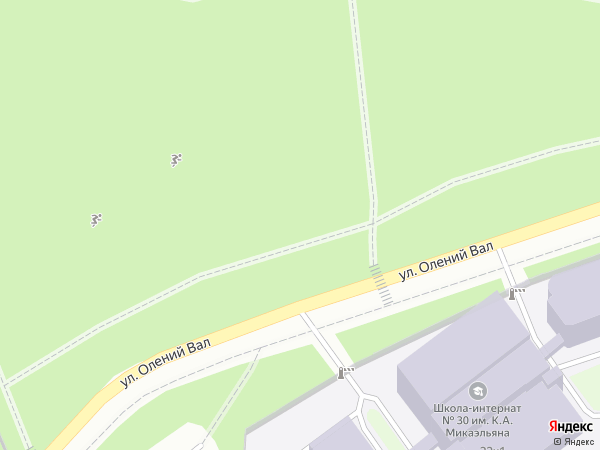 ул. Олений Вал
ул. Олений Вал
Школа-интернат
№ 30 им. К.А.
Микаэльяна
Яндекс
© Яндекс